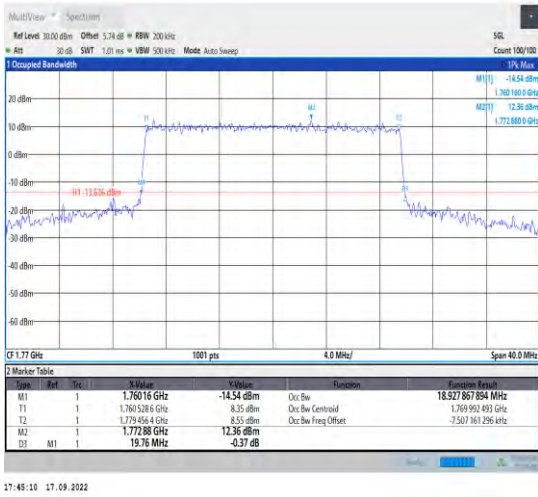 MultiView Spectrum
Ref Level 30.00 dBm Offset 5.74 dB RBW 200 kHz SGL
Att 30 dB SWT 1.01 ms VBW 500 kHz Mode Auto Sweep Count 100/100
1 Occupied Bandwidth 1Pk Max
M1[1] -14.54 dBm
1.760 160 0 GHz
M2[1] 12.36 dBm
1.772 880 0 GHz
20 dBm
M2
T1 T2
10 dBm
0 dBm
-10 dBm
H1 -13.636 dBm
-20 dBm
-30 dBm
-40 dBm
-50 dBm
-60 dBm
CF 1.77 GHz 1001 pts 4.0 MHz/ Span 40.0 MHz
2 Marker Table
Type Ref Trc X-Value Y-Value Function Function Result
M1 1 1.76016 GHz -14.54 dBm Occ Bw 18.927 867 894 MHz
T1 1 1.760 528 6 GHz 8.35 dBm Occ Bw Centroid 1.769 992 493 GHz
T2 1 1.779 456 4 GHz 8.55 dBm Occ Bw Freq Offset -7.507 161 296 kHz
M2 1 1.772 88 GHz 12.36 dBm
D3 M1 1 19.76 MHz -0.37 dB
17:45:10 17.09.2022